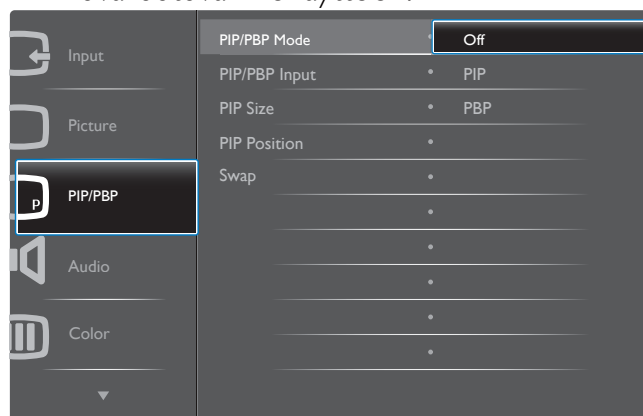 Input
Picture
P
PIP/PBP
Audio
Color
PIP/PBP Mode • Off
PIP/PBP Input • PIP
PIP Size • PBP
PIP Position •
Swap •